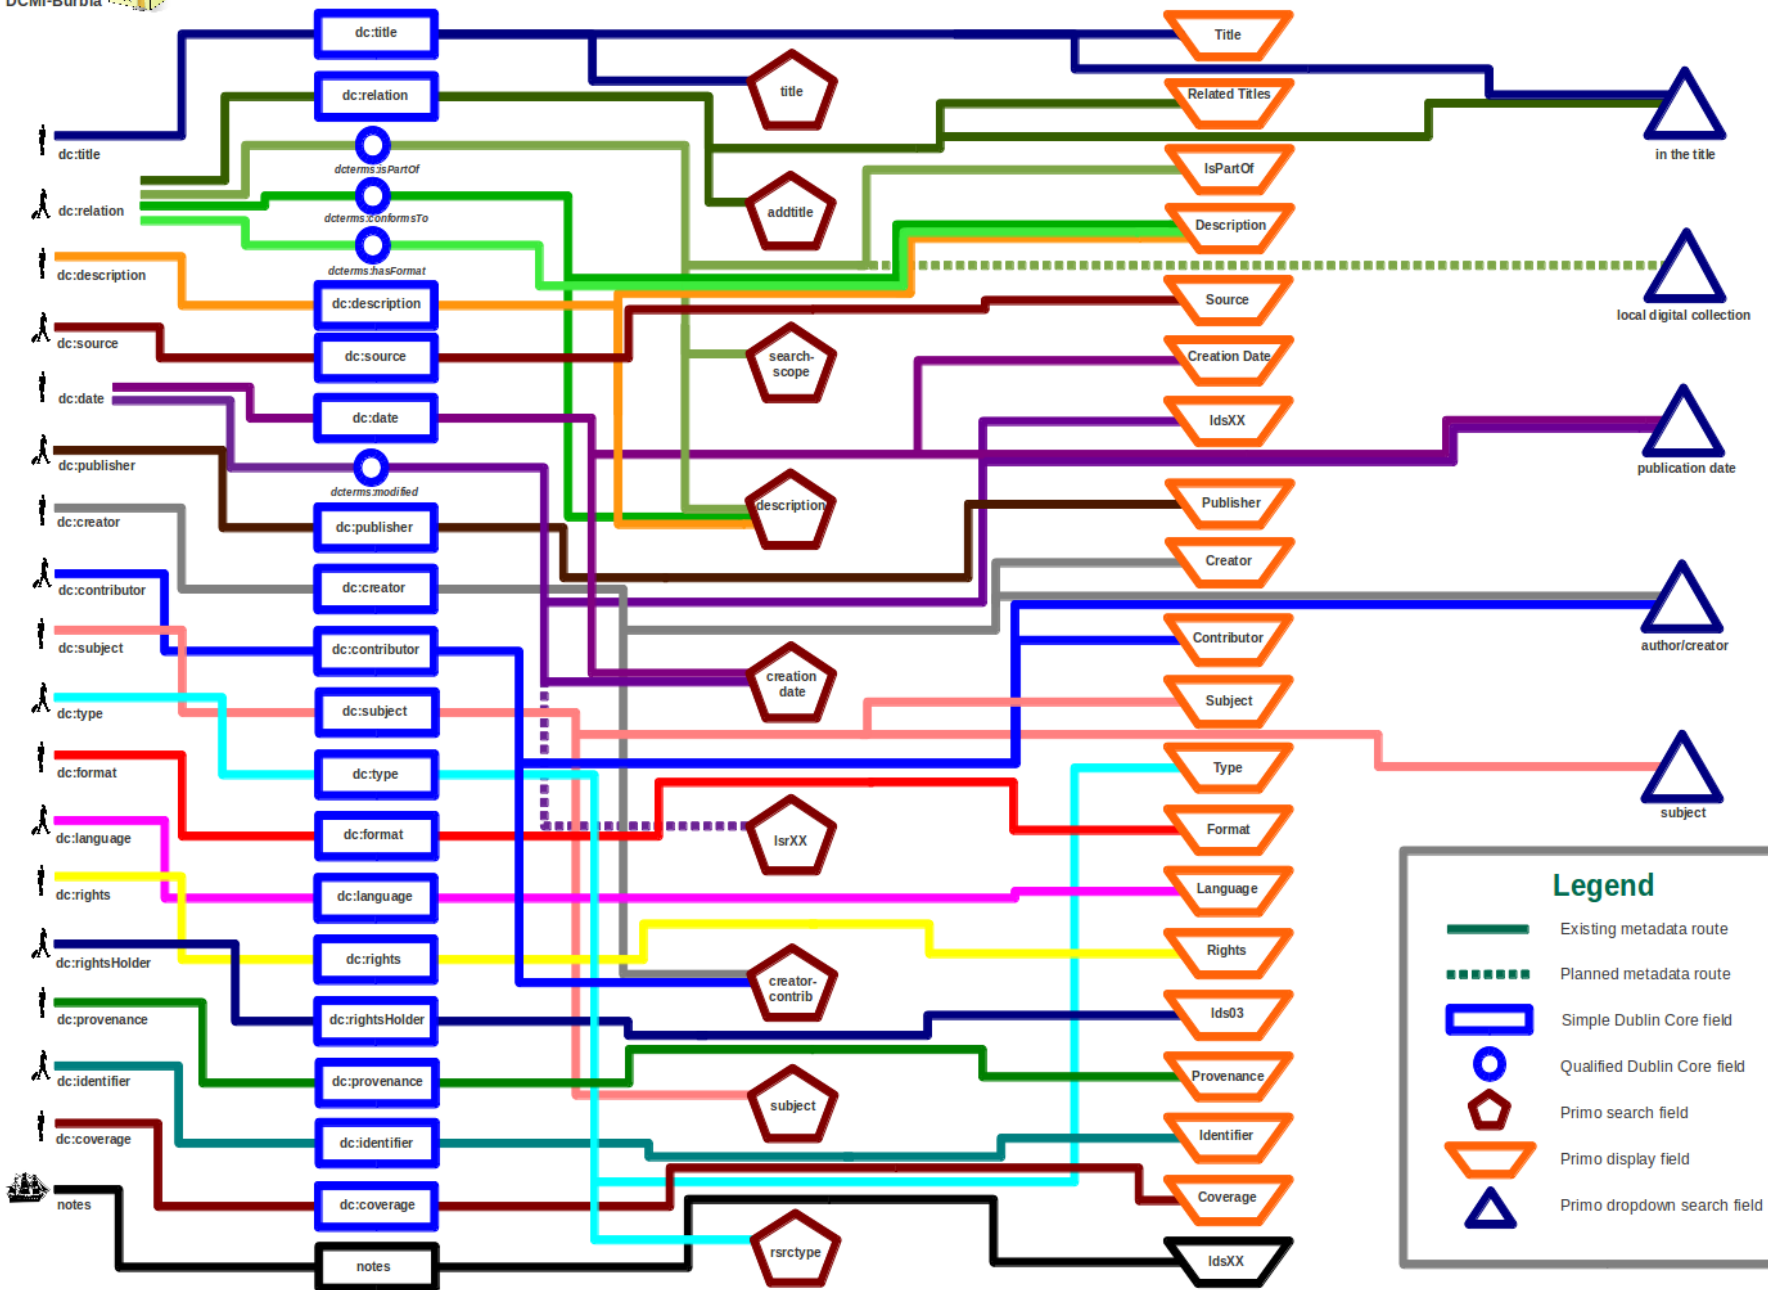 DCMI-Burbia
dc:title
dc:relation
dc:description
dc:source
dc:date
dc:publisher
dc:creator
dc:contributor
dc:subject
dc:type
dc:format
dc:language
dc:rights
dc:rightsHolder
dc:provenance
dc:identifier
dc:coverage
notes
dc:title
dc:relation
dcterms:isPartOf
dcterms:conformsTo
dcterms:hasFormat
dc:description
dc:source
dc:date
dcterms:modified
dc:publisher
dc:creator
dc:contributor
dc:subject
dc:type
dc:format
dc:language
dc:rights
dc:rightsHolder
dc:provenance
dc:identifier
dc:coverage
notes
title
addtitle
search-
scope
description
creation
date
lsrXX
creator-
contrib
subject
rsrctype
Title
Related Titles
IsPartOf
Description
Source
Creation Date
ldsXX
Publisher
Creator
Contributor
Subject
Type
Format
Language
Rights
lds03
Provenance
Identifier
Coverage
ldsXX
in the title
local digital collection
publication date
author/creator
subject
Legend
Existing metadata route
Planned metadata route
Simple Dublin Core field
Qualified Dublin Core field
Primo search field
Primo display field
Primo dropdown search field